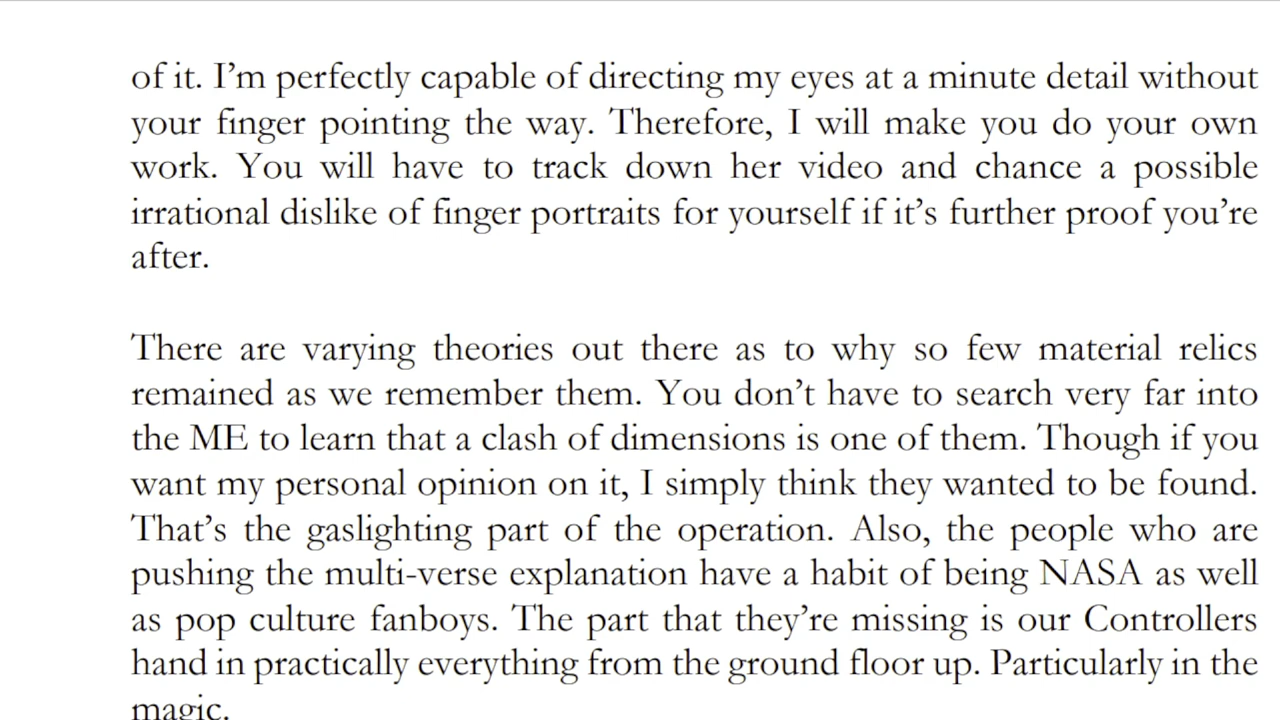 of it. I’m perfectly capable of directing my eyes at a minute detail without
your finger pointing the way. Therefore, I will make you do your own
work. You will have to track down her video and chance a possible
irrational dislike of finger portraits for yourself if it’s further proof you’re
after.
There are varying theories out there as to why so few material relics
remained as we remember them. You don’t have to search very far into
the ME to learn that a clash of dimensions is one of them. Though if you
want my personal opinion on it, I simply think they wanted to be found.
That’s the gaslighting part of the operation. Also, the people who are
pushing the multi-verse explanation have a habit of being NASA as well
as pop culture fanboys. The part that they’re missing is our Controllers
hand in practically everything from the ground floor up. Particularly in the
magic.